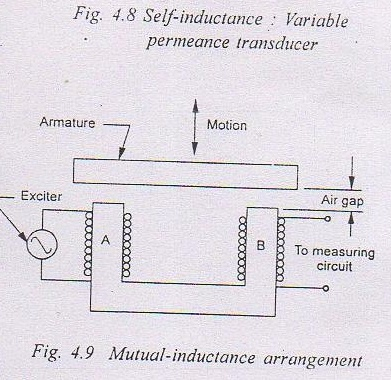 Fig. 4.8 Self-inductance : Variable
permeance transducer
Armature
Motion
Exciter
Air gap
A
B
To measuring
circuit
Fig. 4.9 Mutual-inductance arrangement